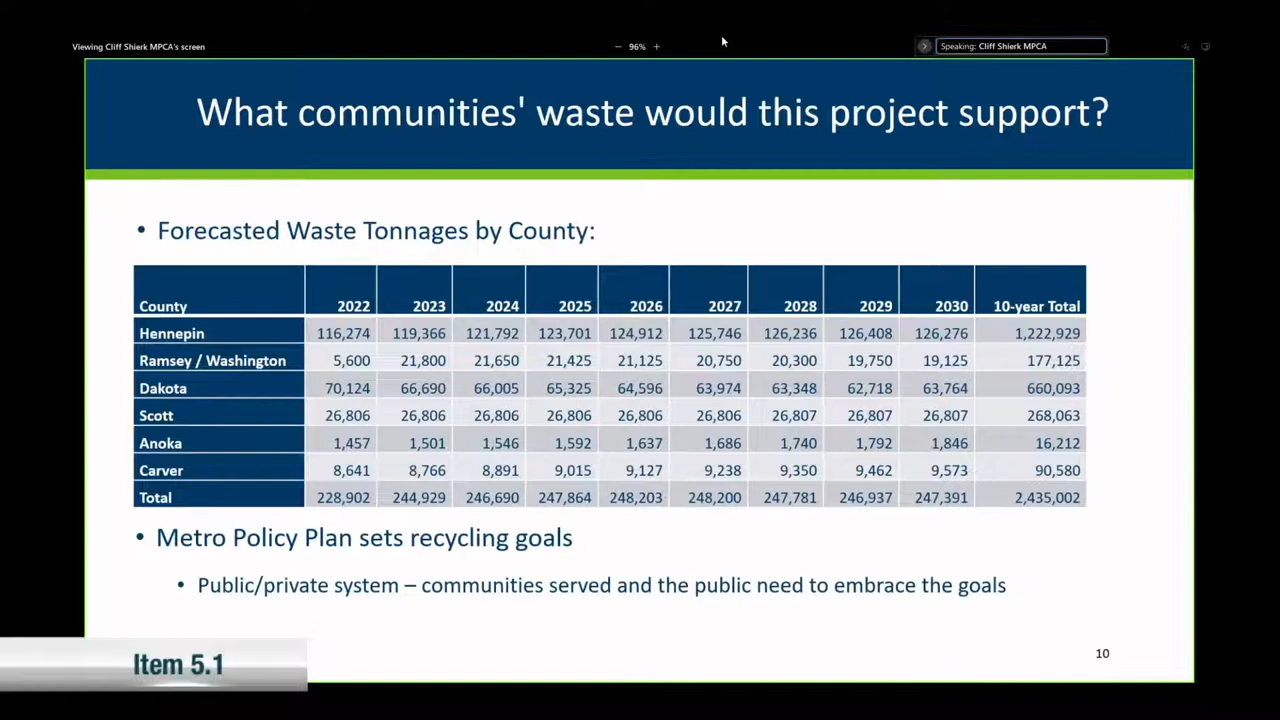 Viewing Cliff Shierk MPCA's screen
− 96% +
Speaking: Cliff Shierk MPCA
What communities' waste would this project support?
• Forecasted Waste Tonnages by County:
County 2022 2023 2024 2025 2026 2027 2028 2029 2030 10-year Total
Hennepin 116,274 119,366 121,792 123,701 124,912 125,746 126,236 126,408 126,276 1,222,929
Ramsey / Washington 5,600 21,800 21,650 21,425 21,125 20,750 20,300 19,750 19,125 177,125
Dakota 70,124 66,690 66,005 65,325 64,596 63,974 63,348 62,718 63,764 660,093
Scott 26,806 26,806 26,806 26,806 26,806 26,806 26,807 26,807 26,807 268,063
Anoka 1,457 1,501 1,546 1,592 1,637 1,686 1,740 1,792 1,846 16,212
Carver 8,641 8,766 8,891 9,015 9,127 9,238 9,350 9,462 9,573 90,580
Total 228,902 244,929 246,690 247,864 248,203 248,200 247,781 246,937 247,391 2,435,002
• Metro Policy Plan sets recycling goals
• Public/private system – communities served and the public need to embrace the goals
10
Item 5.1